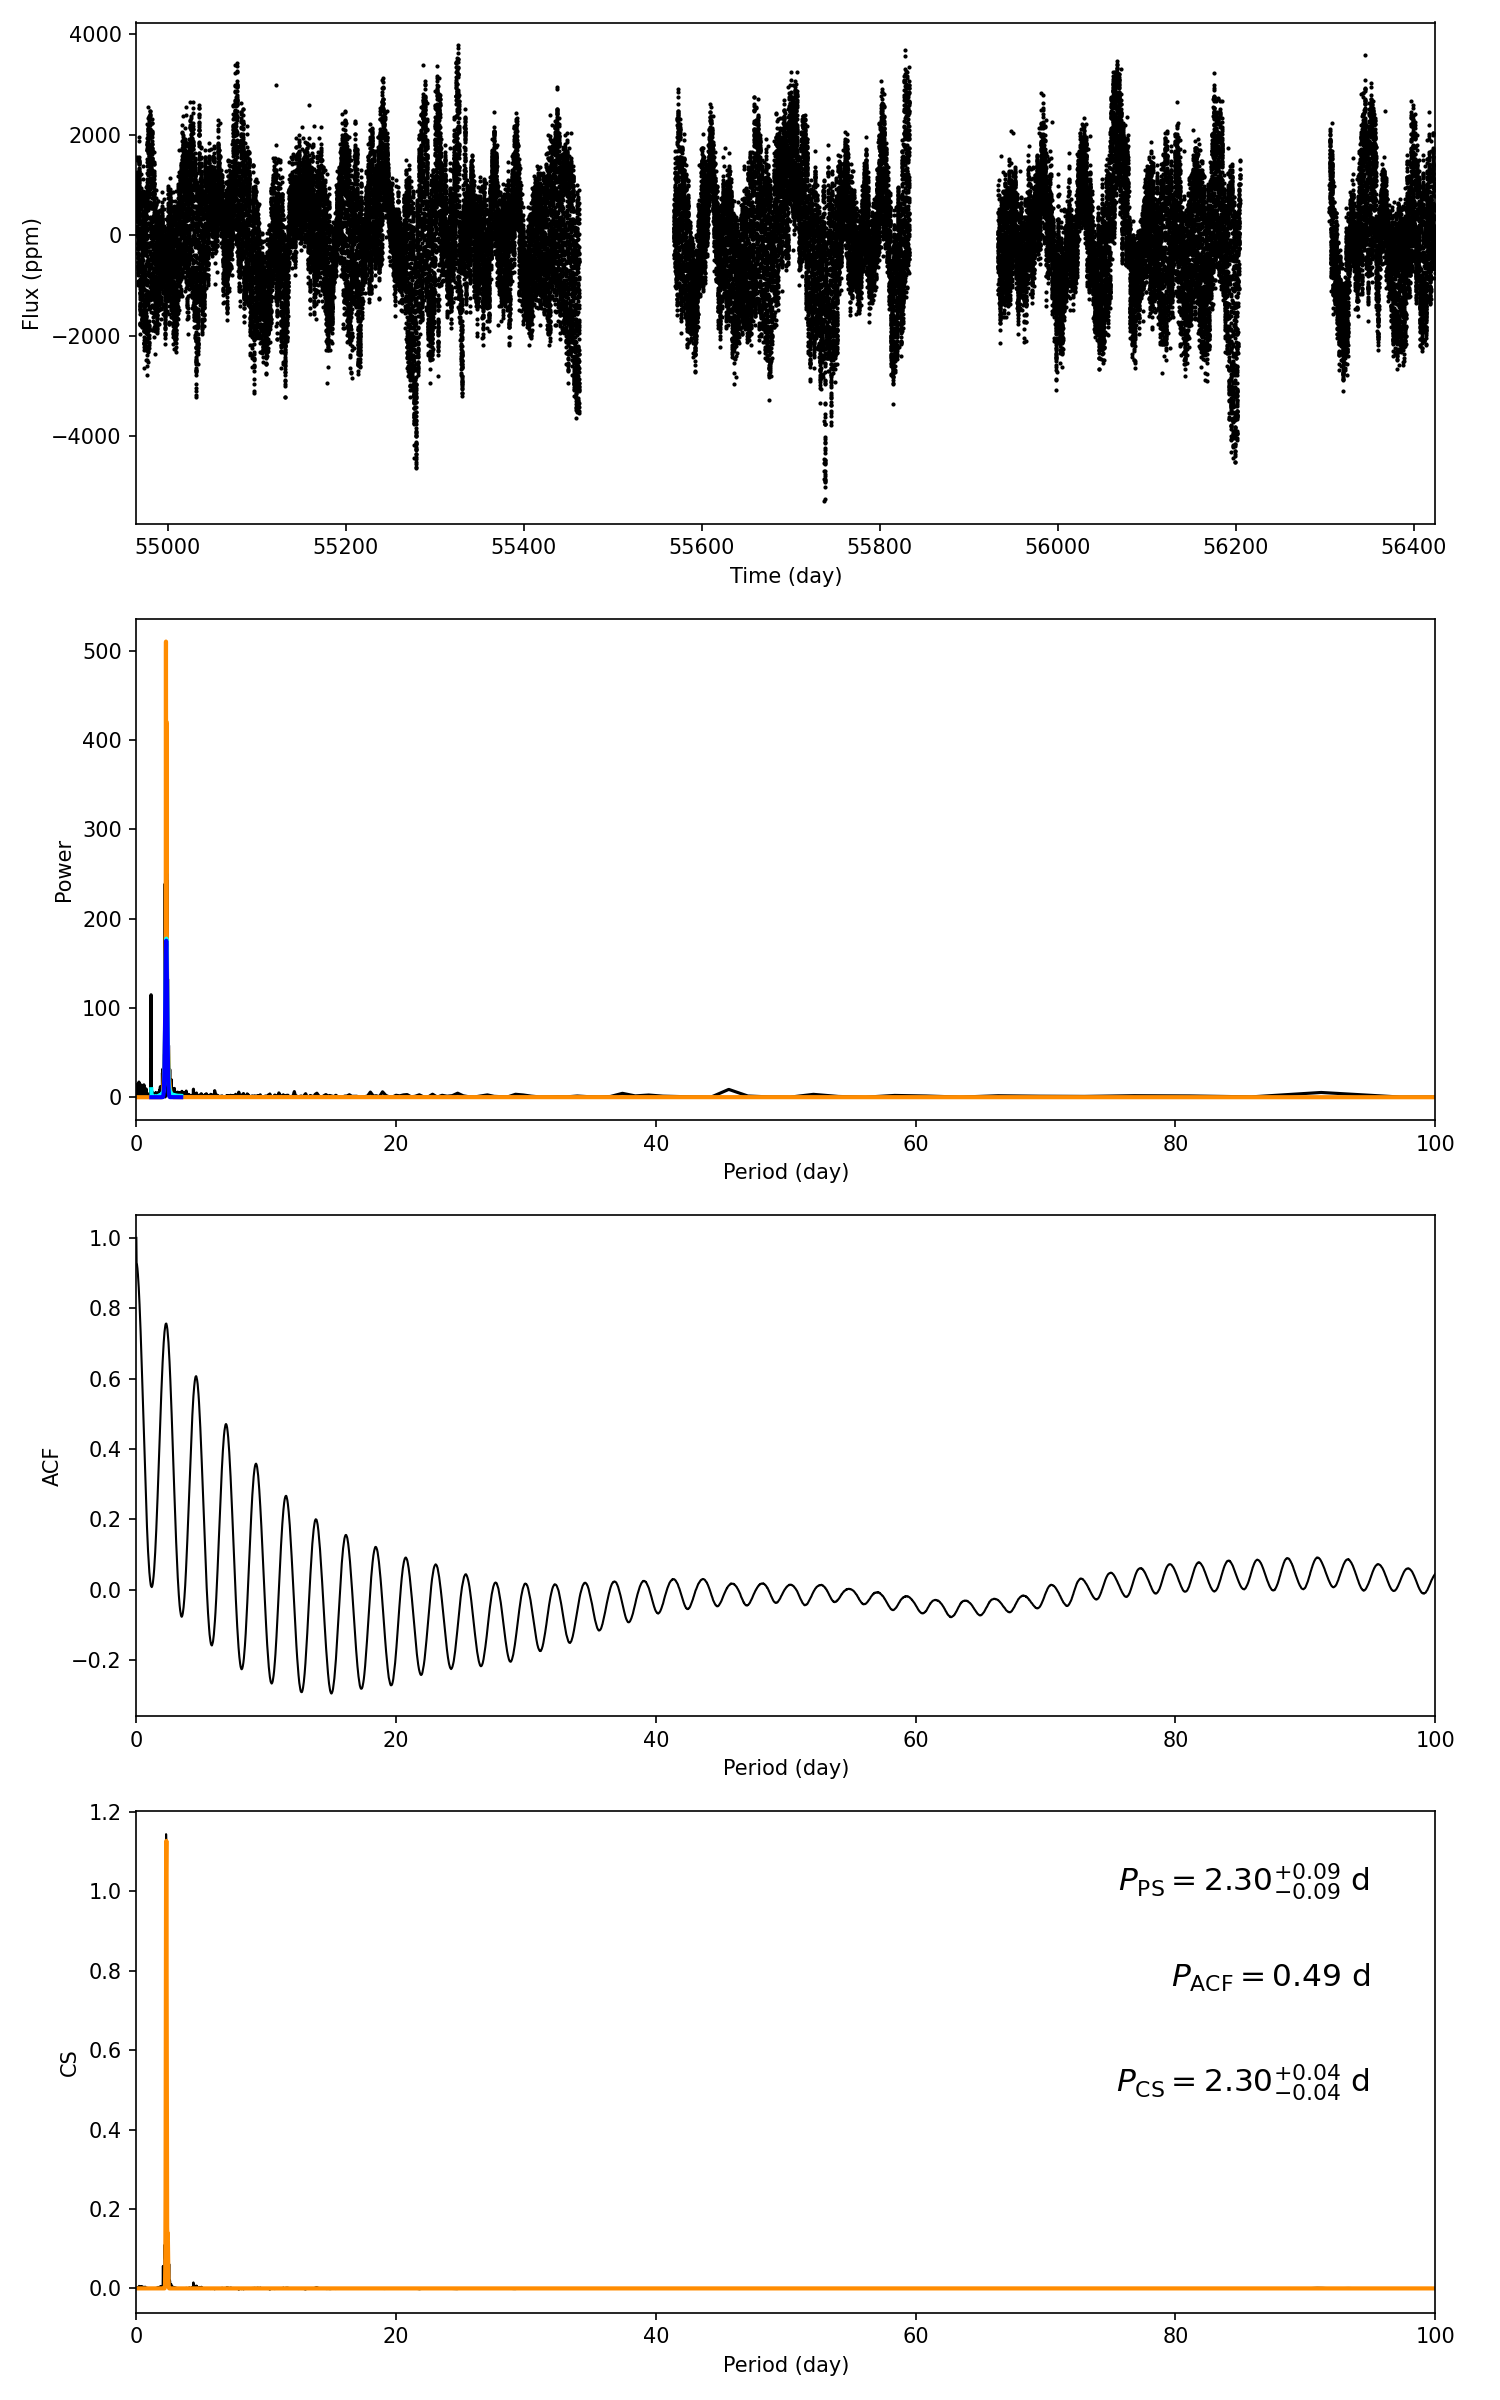 4000
2000
0
−2000
−4000
Flux (ppm)
55000 55200 55400 55600 55800 56000 56200 56400
Time (day)
500
400
300
200
100
0
Power
0 20 40 60 80 100
Period (day)
1.0
0.8
0.6
0.4
0.2
0.0
−0.2
ACF
0 20 40 60 80 100
Period (day)
1.2
1.0
0.8
0.6
0.4
0.2
0.0
CS
P_PS = 2.30^{+0.09}_{−0.09} d
P_ACF = 0.49 d
P_CS = 2.30^{+0.04}_{−0.04} d
0 20 40 60 80 100
Period (day)